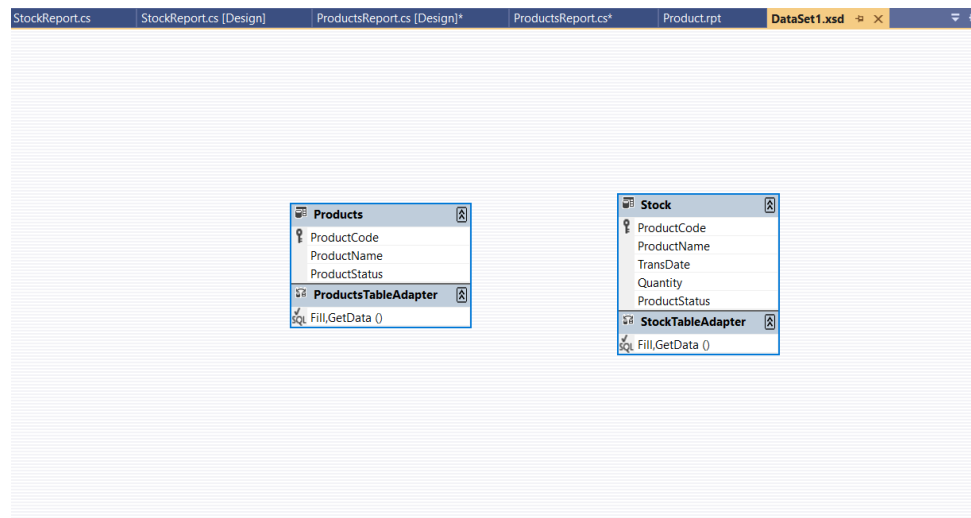 StockReport.cs StockReport.cs [Design] ProductsReport.cs [Design]* ProductsReport.cs* Product.rpt DataSet1.xsd
Products
ProductCode
ProductName
ProductStatus
ProductsTableAdapter
SQL Fill,GetData ()
Stock
ProductCode
ProductName
TransDate
Quantity
ProductStatus
StockTableAdapter
SQL Fill,GetData ()